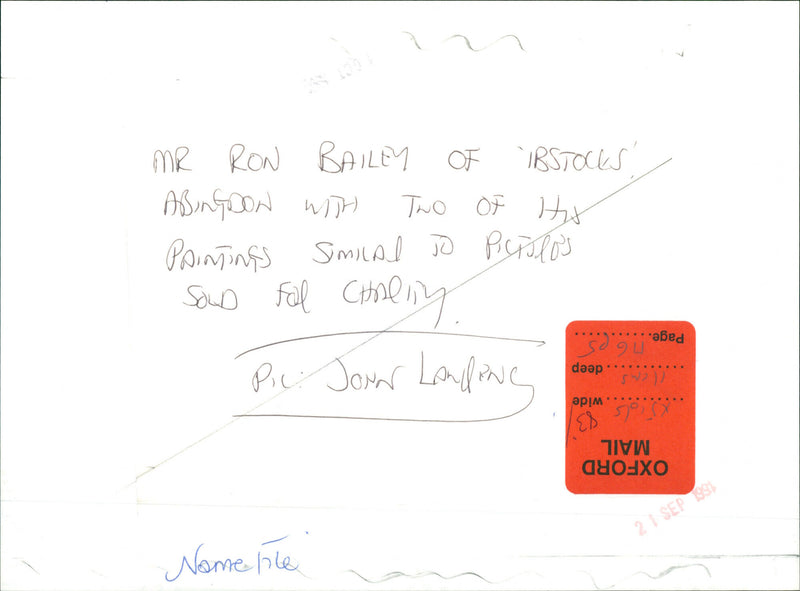 MR RON BAILEY OF 'IBSTOCKS'
ABINGDON WITH TWO OF HIS
PAINTINGS SIMILAR TO PICTURES
SOLD FOR CHARITY.
PIC: JOHN LAWRENCE
OXFORD
MAIL
wide
deep
Page
21 SEP 1991
Name File